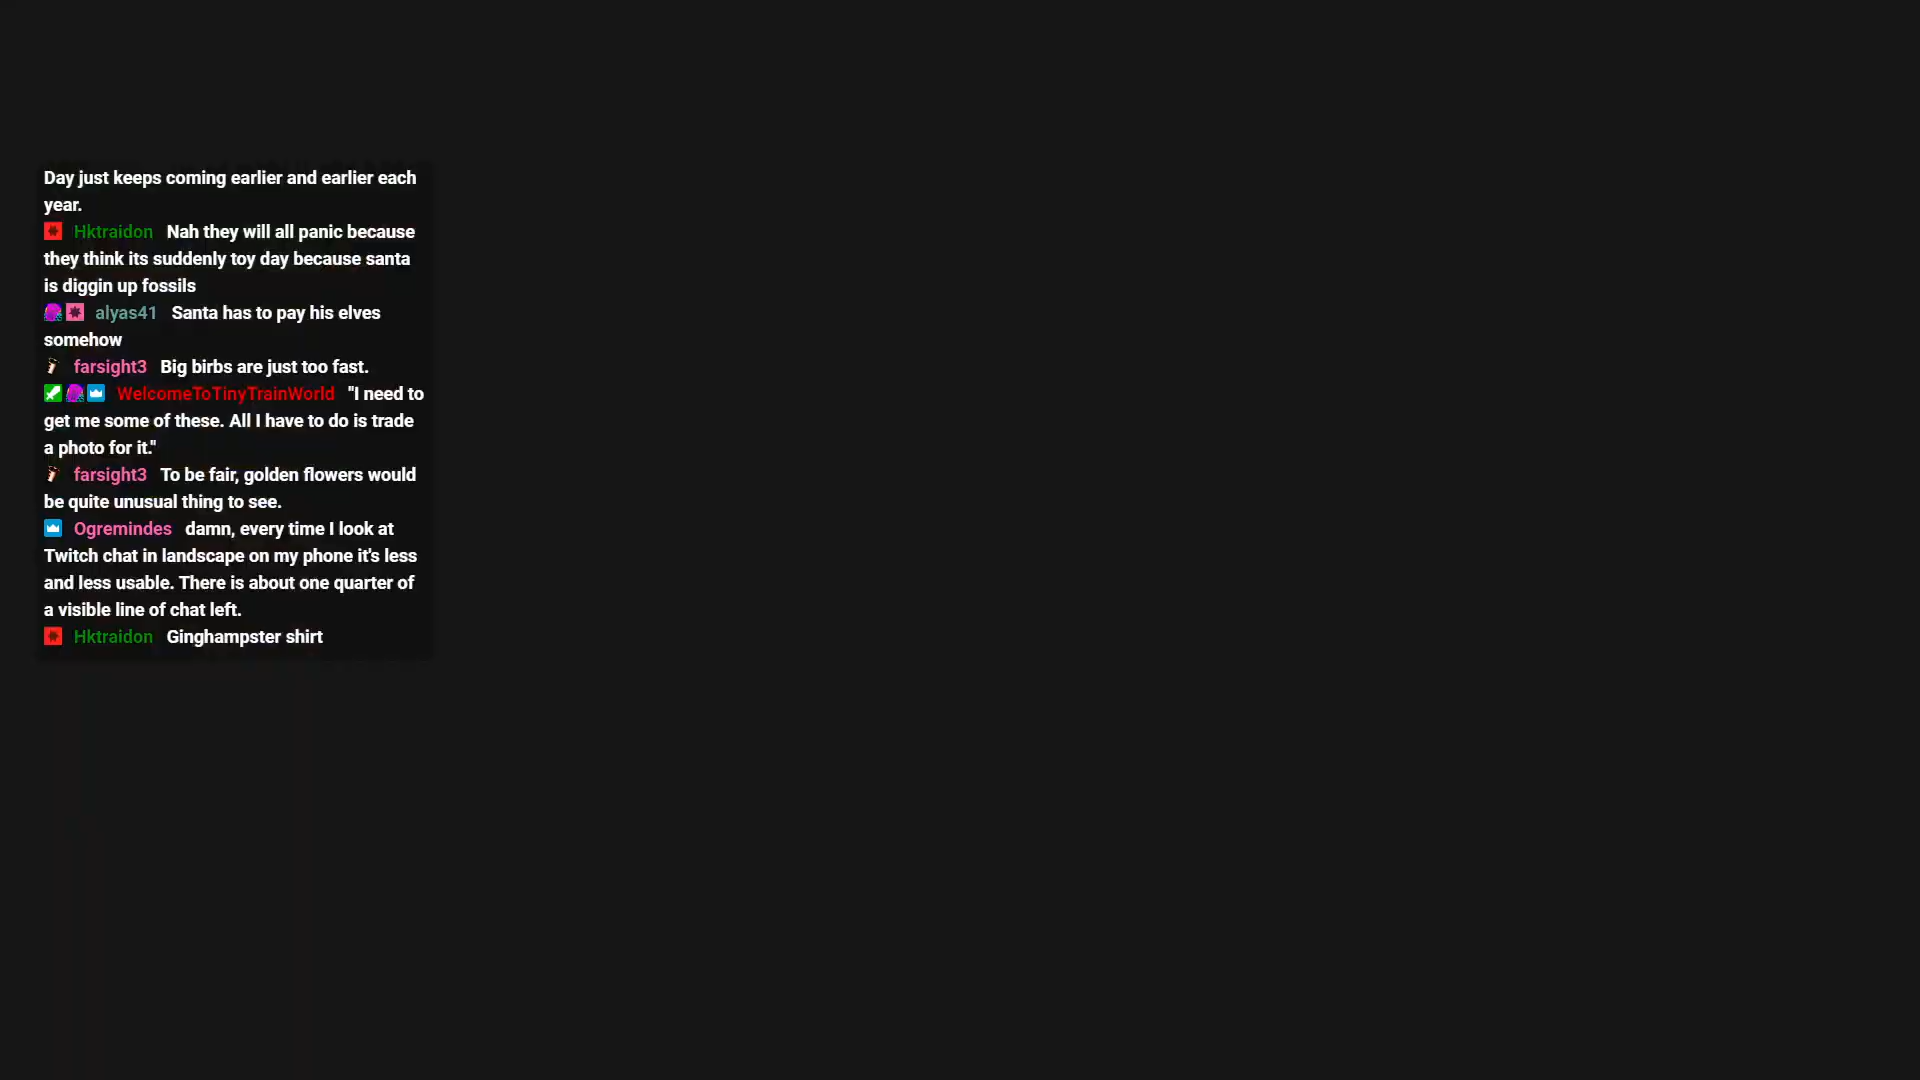 Day just keeps coming earlier and earlier each
year.
Hktraidon Nah they will all panic because
they think its suddenly toy day because santa
is diggin up fossils
alyas41 Santa has to pay his elves
somehow
farsight3 Big birbs are just too fast.
WelcomeToTinyTrainWorld "I need to
get me some of these. All I have to do is trade
a photo for it."
farsight3 To be fair, golden flowers would
be quite unusual thing to see.
Ogremindes damn, every time I look at
Twitch chat in landscape on my phone it's less
and less usable. There is about one quarter of
a visible line of chat left.
Hktraidon Ginghampster shirt